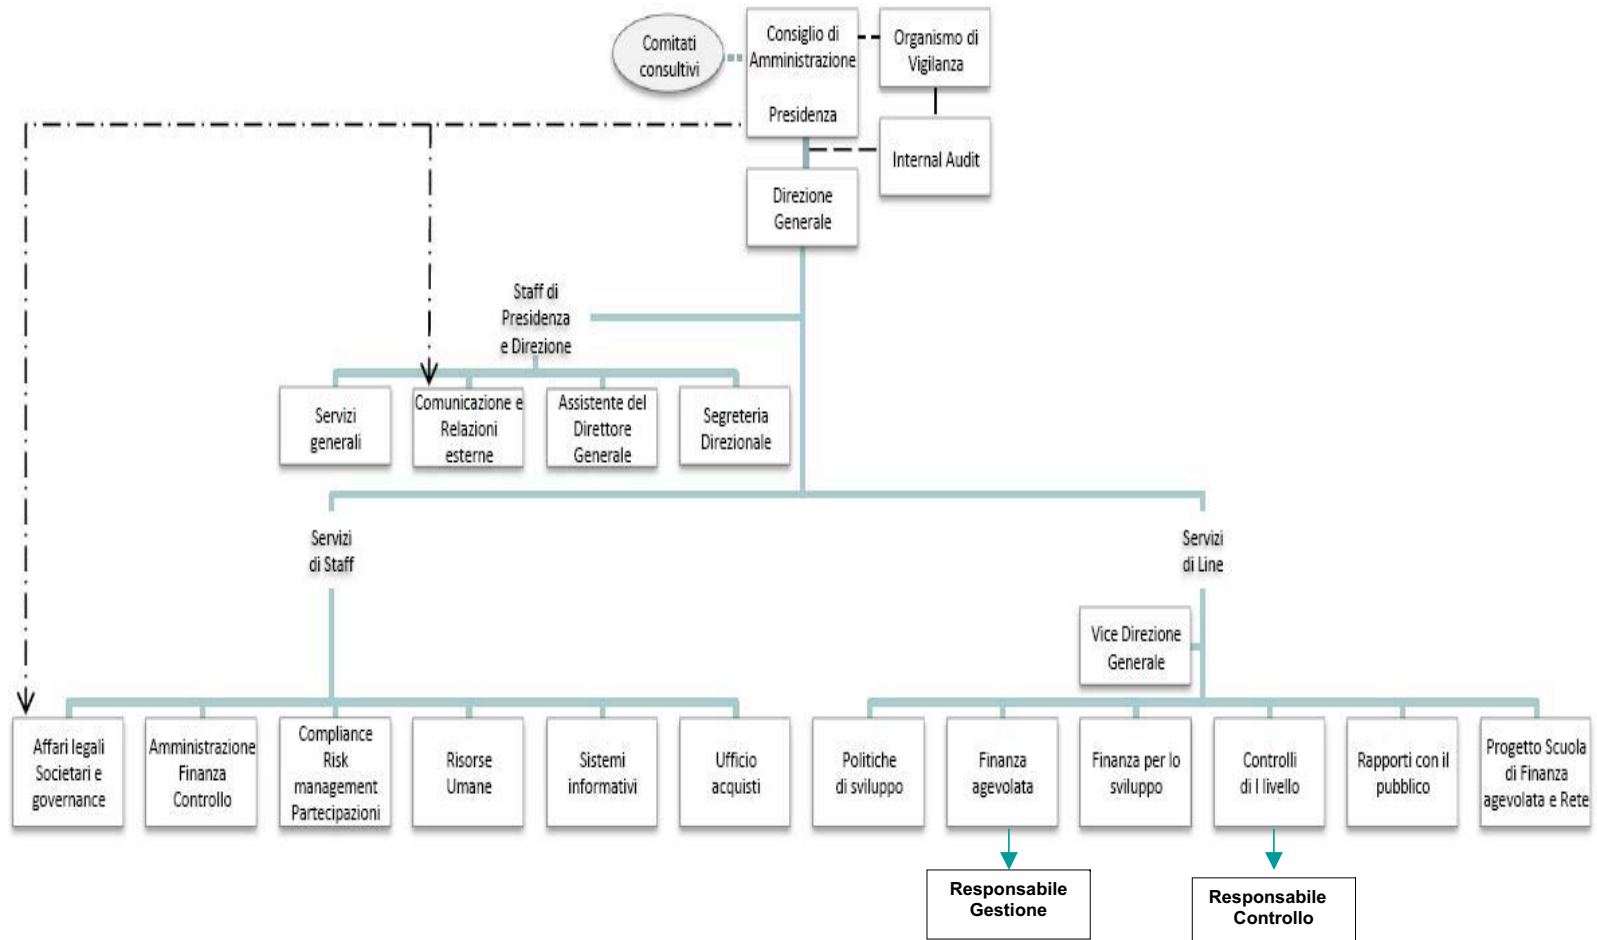 Comitati
consultivi
Consiglio di
Amministrazione
Presidenza
Organismo di
Vigilanza
Internal Audit
Direzione
Generale
Staff di
Presidenza
e Direzione
Servizi
generali
Comunicazione e
Relazioni
esterne
Assistente del
Direttore
Generale
Segreteria
Direzionale
Servizi
di Staff
Servizi
di Line
Vice Direzione
Generale
Affari legali
Societari e
governance
Amministrazione
Finanza
Controllo
Compliance
Risk
management
Partecipazioni
Risorse
Umane
Sistemi
informativi
Ufficio
acquisti
Politiche
di sviluppo
Finanza
agevolata
Finanza per lo
sviluppo
Controlli
di I livello
Rapporti con il
pubblico
Progetto Scuola
di Finanza
agevolata e Rete
Responsabile
Gestione
Responsabile
Controllo